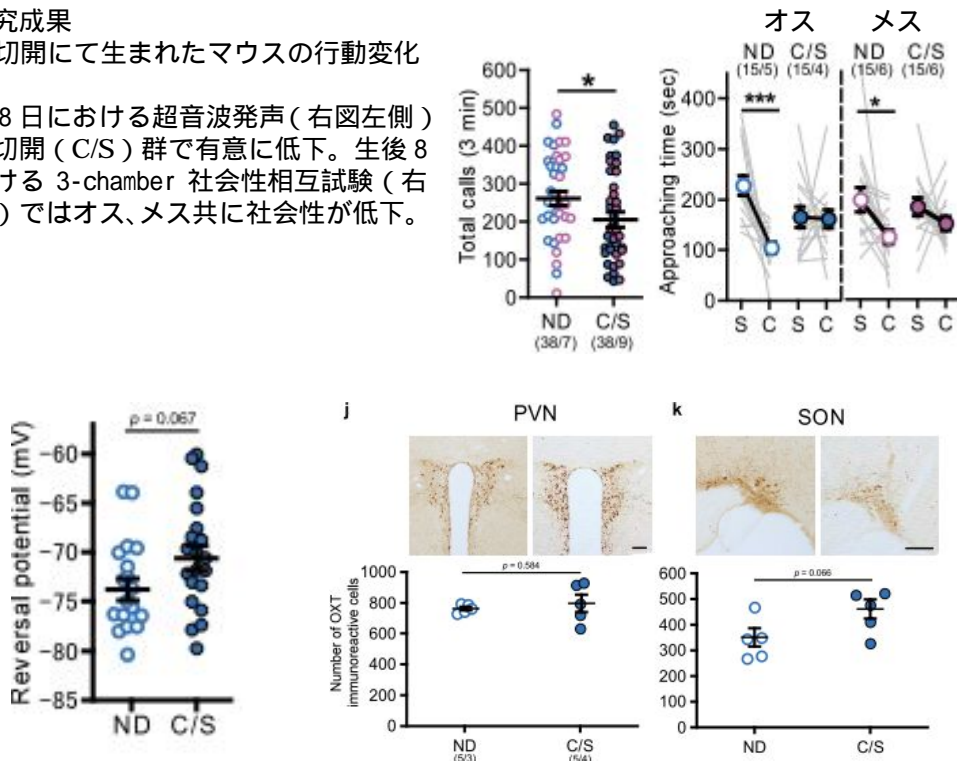 究成果
切開にて生まれたマウスの行動変化
8 日における超音波発声（右図左側）
切開（C/S）群で有意に低下。生後 8
ける 3-chamber 社会性相互試験（右
）ではオス、メス共に社会性が低下。
Total calls (3 min)
600
500
400
300
200
100
0
*
ND
C/S
(38/7)
(38/9)
オス
メス
ND
C/S
ND
C/S
(15/5)
(15/4)
(15/6)
(15/6)
Approaching time (sec)
400
300
200
100
0
***
*
S C S C S C S C
Reversal potential (mV)
p = 0.067
−60
−65
−70
−75
−80
−85
ND C/S
j
PVN
Number of OXT
immunoreactive cells
1000
800
600
400
200
0
p = 0.584
ND
C/S
(5/3)
(5/4)
k
SON
600
500
400
300
200
100
0
p = 0.066
ND
C/S